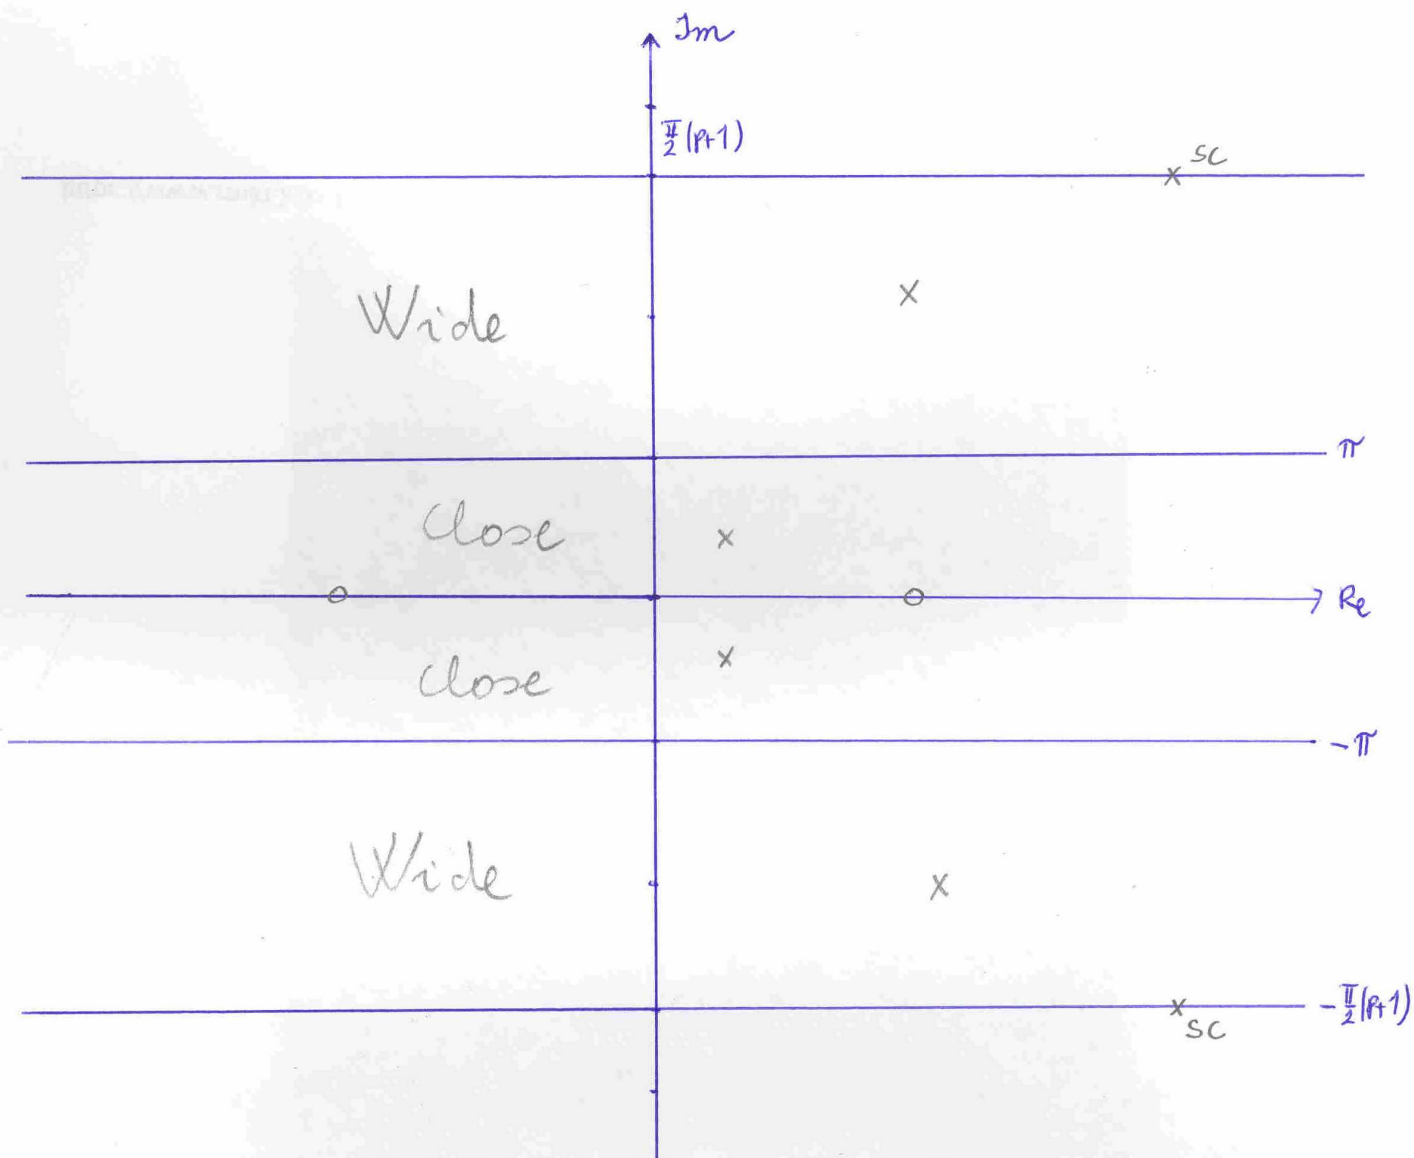 Im
π/2 (p+1)
sc
x
x
Wide
π
Close
x
o
o
Re
x
Close
-π
Wide
x
x
-π/2 (p+1)
sc